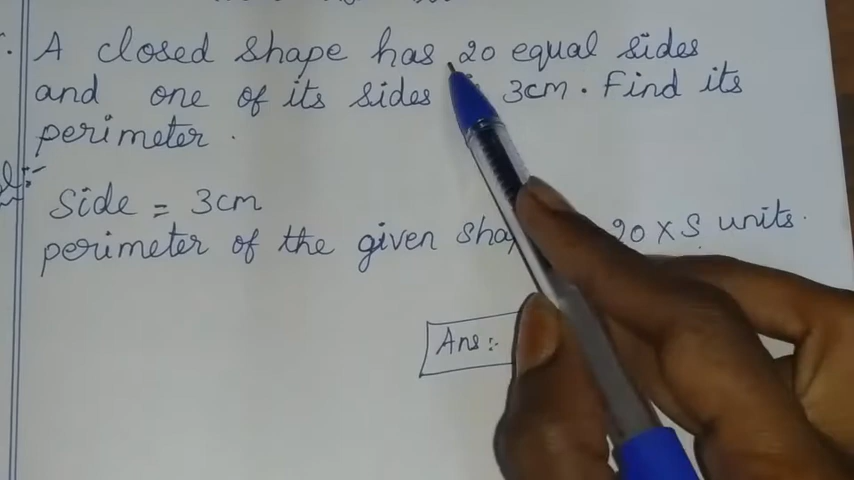 A closed shape has 20 equal sides
and one of its sides 3cm. Find its
perimeter.
Side = 3cm
perimeter of the given 20 × S units.
Ans:-